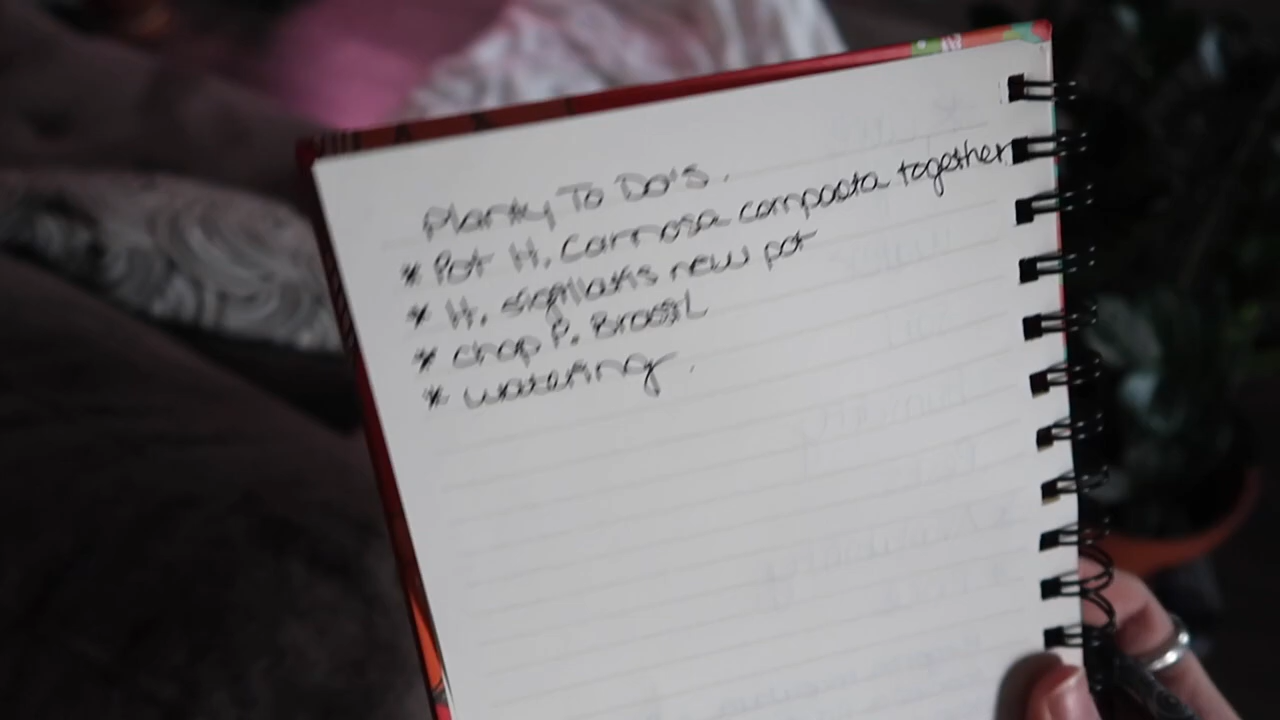 Planty To Do's.
* Pot H. Carnosa compacta together
* H. sigillatis new pot
* chop P. Brasil
* watering.